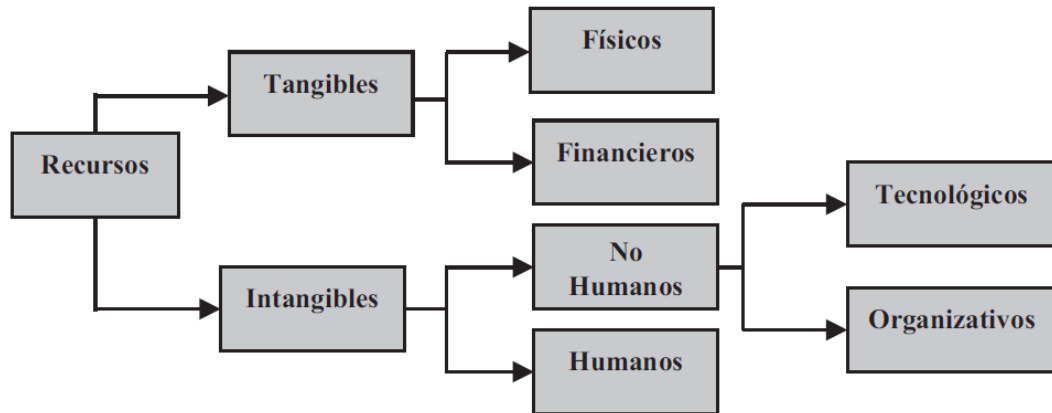 Recursos
Tangibles
Físicos
Financieros
Intangibles
No
Humanos
Tecnológicos
Organizativos
Humanos